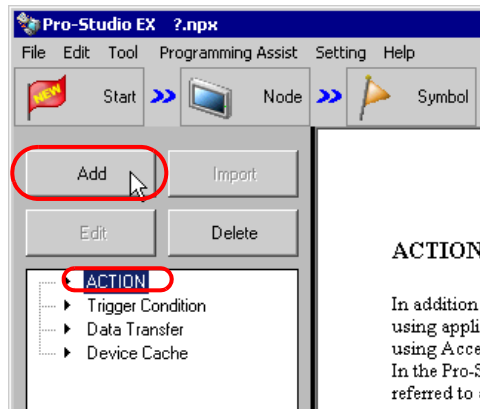 Pro-Studio EX ?.npx
File Edit Tool Programming Assist Setting Help
NEW Start Node Symbol
Add Import
Edit Delete
ACTION
Trigger Condition
Data Transfer
Device Cache
ACTION
In addition
using appli
using Acce
In the Pro-S
referred to